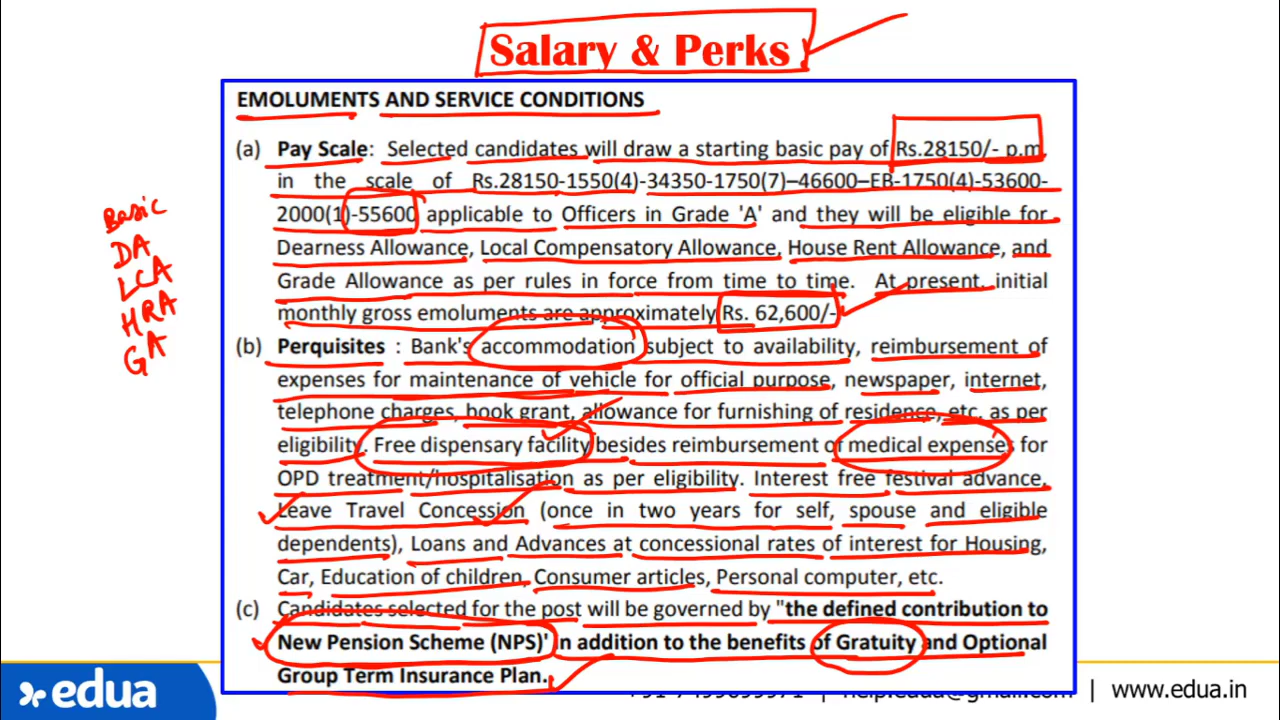 Salary & Perks
EMOLUMENTS AND SERVICE CONDITIONS
(a) Pay Scale: Selected candidates will draw a starting basic pay of Rs.28150/- p.m.
in the scale of Rs.28150-1550(4)-34350-1750(7)–46600–EB-1750(4)-53600-
2000(1)-55600 applicable to Officers in Grade 'A' and they will be eligible for
Dearness Allowance, Local Compensatory Allowance, House Rent Allowance, and
Grade Allowance as per rules in force from time to time. At present, initial
monthly gross emoluments are approximately Rs. 62,600/-
(b) Perquisites : Bank's accommodation subject to availability, reimbursement of
expenses for maintenance of vehicle for official purpose, newspaper, internet,
telephone charges, book grant, allowance for furnishing of residence, etc. as per
eligibility. Free dispensary facility besides reimbursement of medical expenses for
OPD treatment/hospitalisation as per eligibility. Interest free festival advance,
Leave Travel Concession (once in two years for self, spouse and eligible
dependents), Loans and Advances at concessional rates of interest for Housing,
Car, Education of children, Consumer articles, Personal computer, etc.
(c) Candidates selected for the post will be governed by "the defined contribution to
New Pension Scheme (NPS)' in addition to the benefits of Gratuity and Optional
Group Term Insurance Plan.
Basic
DA
LCA
HRA
GA
edua
| www.edua.in